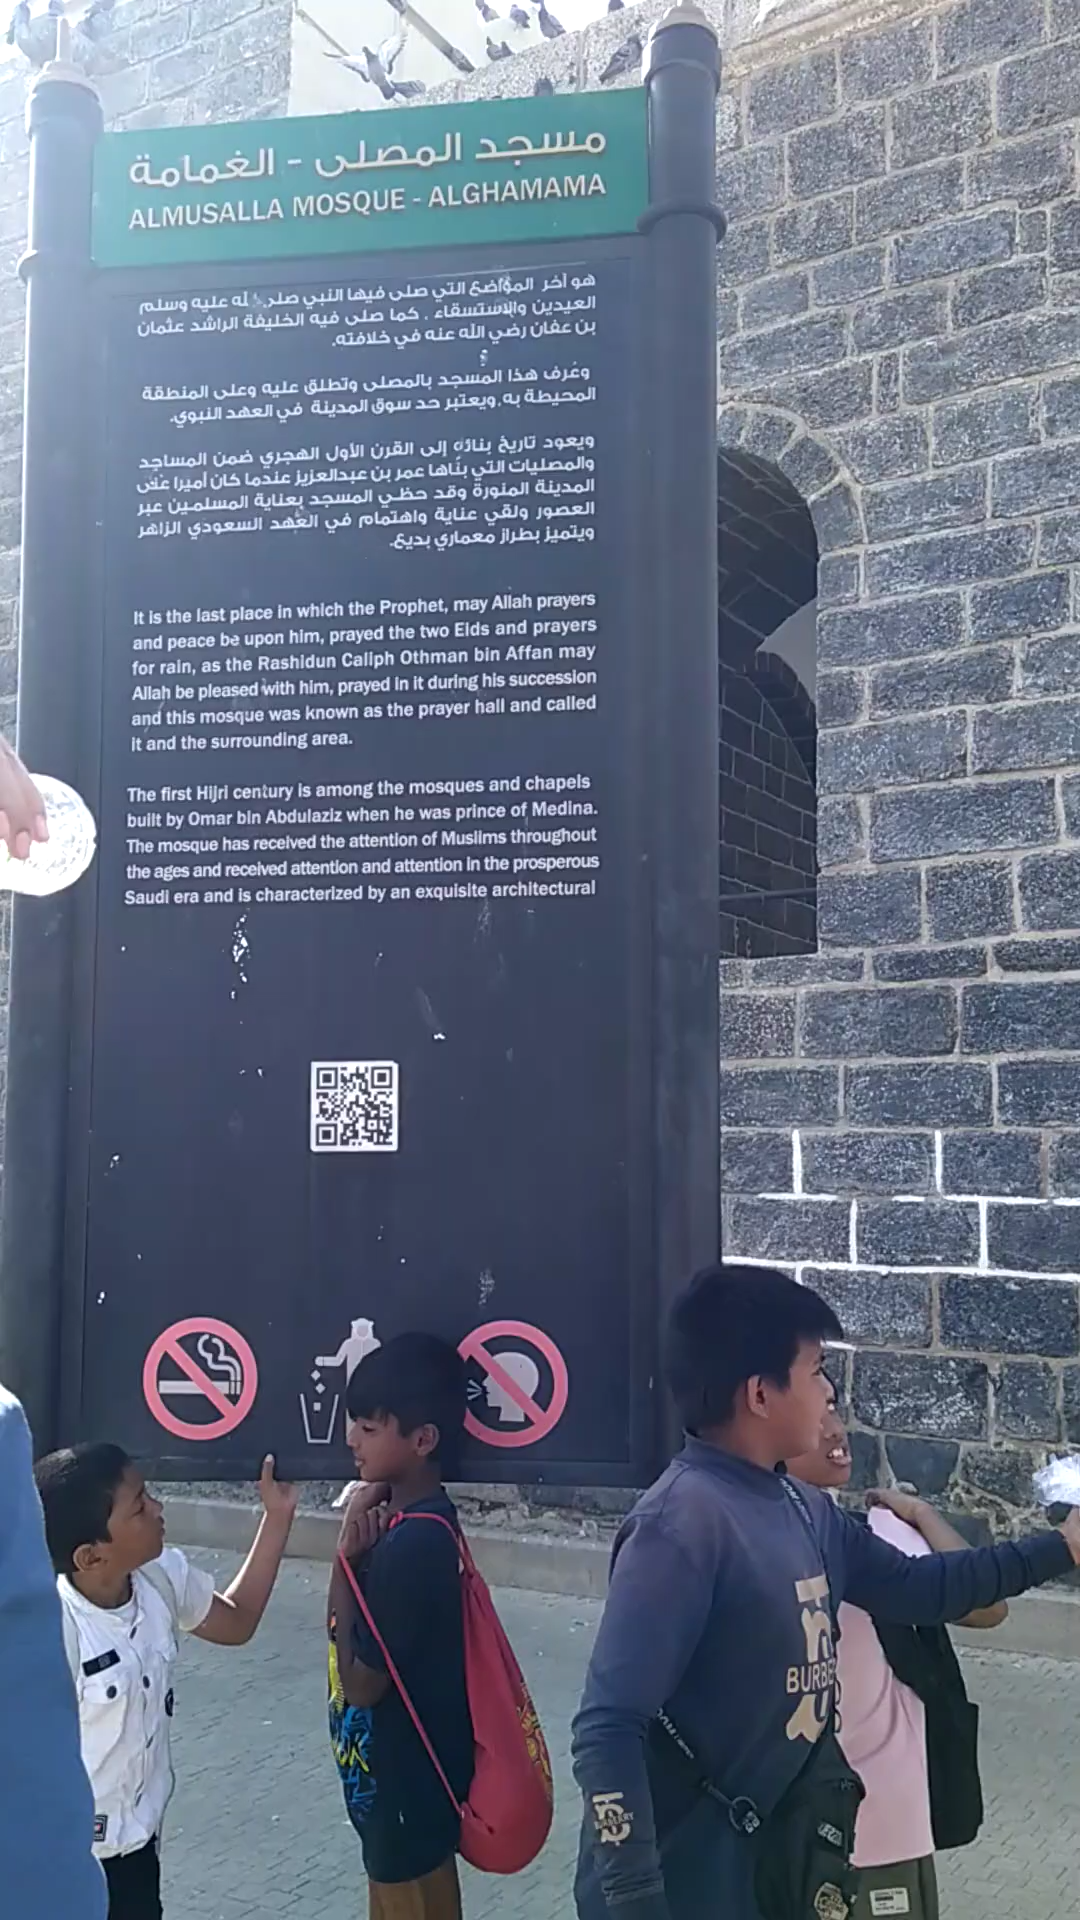 مسجد المصلى - الغمامة
ALMUSALLA MOSQUE - ALGHAMAMA
هو آخر المواضع التي صلى فيها النبي صلى الله عليه وسلم
العيدين والاستسقاء ، كما صلى فيه الخليفة الراشد عثمان
بن عفان رضي الله عنه في خلافته.
وعُرف هذا المسجد بالمصلى وتطلق عليه وعلى المنطقة
المحيطة به، ويعتبر حد سوق المدينة في العهد النبوي.
ويعود تاريخ بنائه إلى القرن الأول الهجري ضمن المساجد
والمصليات التي بناها عمر بن عبدالعزيز عندما كان أميرا على
المدينة المنورة وقد حظي المسجد بعناية المسلمين عبر
العصور ولقي عناية واهتمام في العهد السعودي الزاهر
ويتميز بطراز معماري بديع.
It is the last place in which the Prophet, may Allah prayers
and peace be upon him, prayed the two Eids and prayers
for rain, as the Rashidun Caliph Othman bin Affan may
Allah be pleased with him, prayed in it during his succession
and this mosque was known as the prayer hall and called
it and the surrounding area.
The first Hijri century is among the mosques and chapels
built by Omar bin Abdulaziz when he was prince of Medina.
The mosque has received the attention of Muslims throughout
the ages and received attention and attention in the prosperous
Saudi era and is characterized by an exquisite architectural
BURBE
BURBERRY